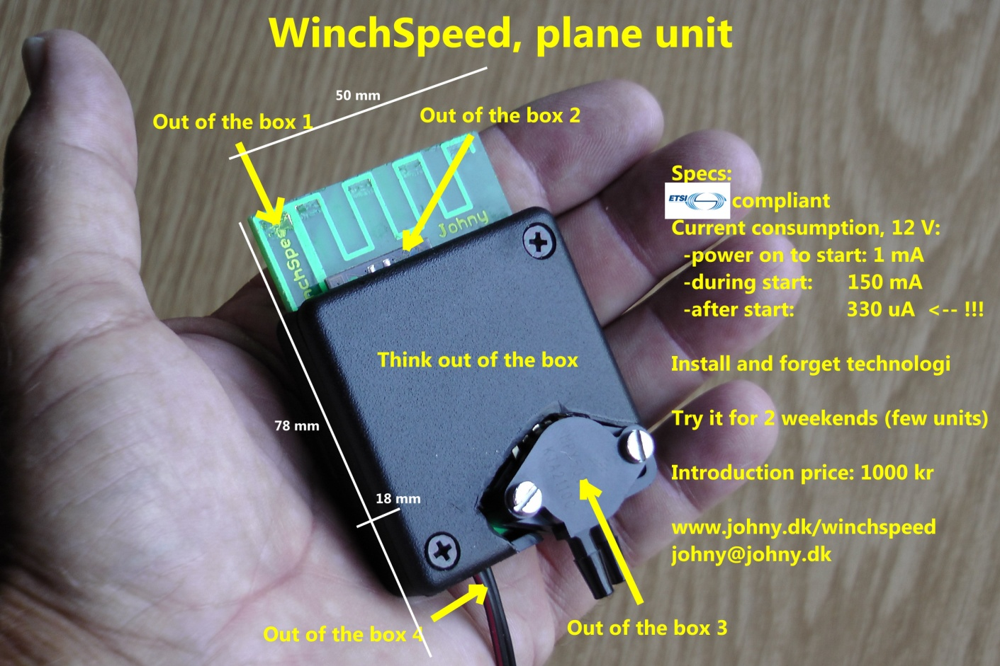 WinchSpeed, plane unit
50 mm
Out of the box 1
Out of the box 2
Specs:
ETSI compliant
Current consumption, 12 V:
-power on to start: 1 mA
-during start: 150 mA
-after start: 330 uA <-- !!!
Johny
Think out of the box
Install and forget technologi
78 mm
Try it for 2 weekends (few units)
Introduction price: 1000 kr
18 mm
www.johny.dk/winchspeed
johny@johny.dk
Out of the box 4
Out of the box 3